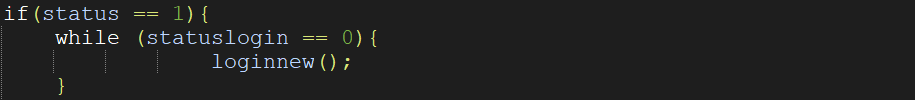 if(status == 1){
    while (statuslogin == 0){
                loginnew();
    }